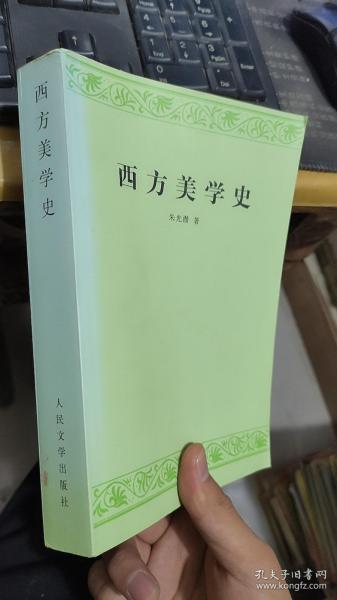 西方美学史
朱光潜 著
西方美学史
人民文学出版社
孔夫子旧书网
www.kongfz.com